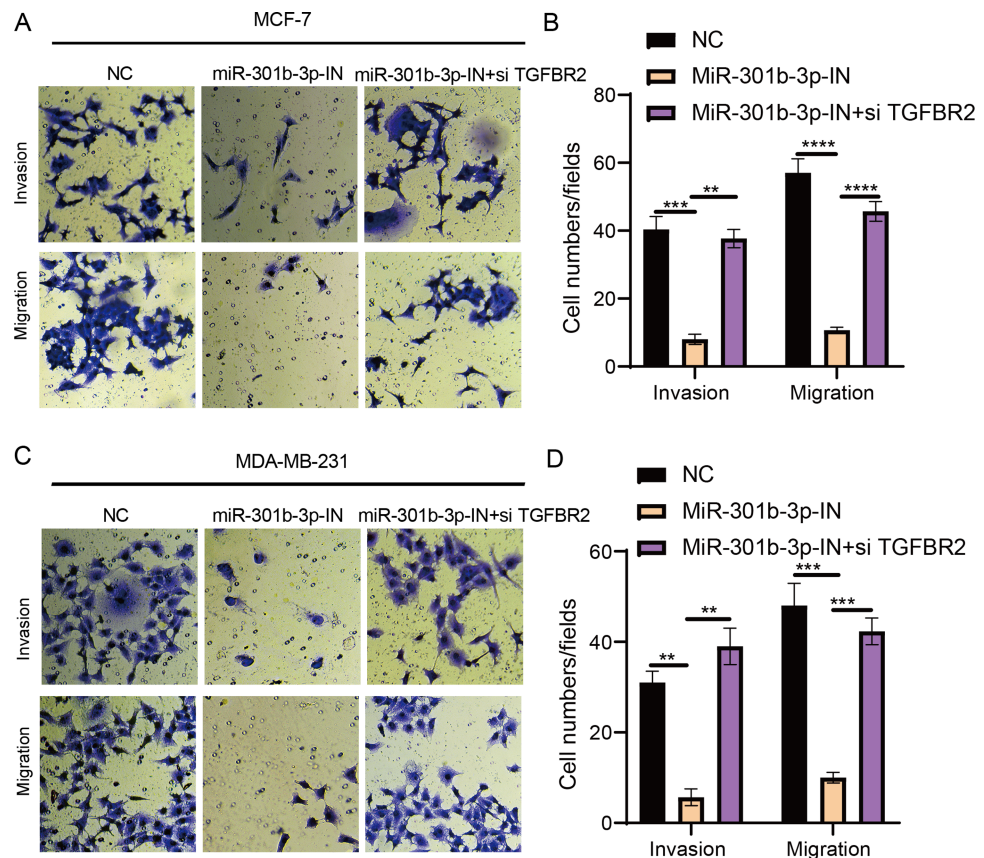 A
MCF-7
NC
miR-301b-3p-IN
miR-301b-3p-IN+si TGFBR2
Invasion
Migration
B
NC
MiR-301b-3p-IN
MiR-301b-3p-IN+si TGFBR2
Cell numbers/fields
80
60
40
20
0
***
**
****
****
Invasion
Migration
C
MDA-MB-231
NC
miR-301b-3p-IN
miR-301b-3p-IN+si TGFBR2
Invasion
Migration
D
NC
MiR-301b-3p-IN
MiR-301b-3p-IN+si TGFBR2
Cell numbers/fields
60
40
20
0
**
**
***
***
Invasion
Migration